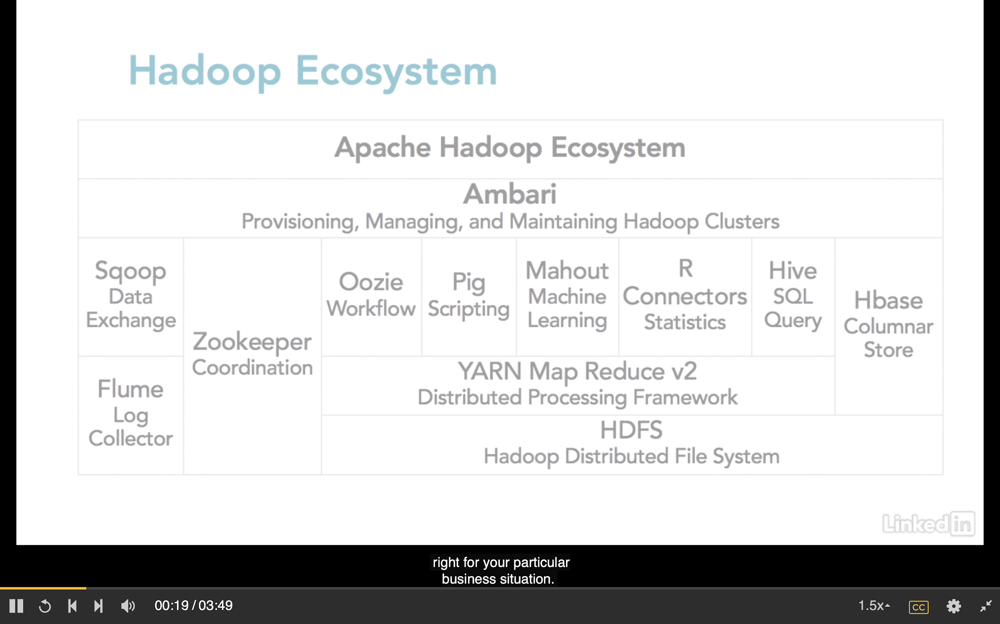 Hadoop Ecosystem
Apache Hadoop Ecosystem
Ambari
Provisioning, Managing, and Maintaining Hadoop Clusters
Sqoop
Data
Exchange
Flume
Log
Collector
Zookeeper
Coordination
Oozie
Workflow
Pig
Scripting
Mahout
Machine
Learning
R
Connectors
Statistics
Hive
SQL
Query
Hbase
Columnar
Store
YARN Map Reduce v2
Distributed Processing Framework
HDFS
Hadoop Distributed File System
Linked in
right for your particular
business situation.
00:19 / 03:49
1.5x
CC